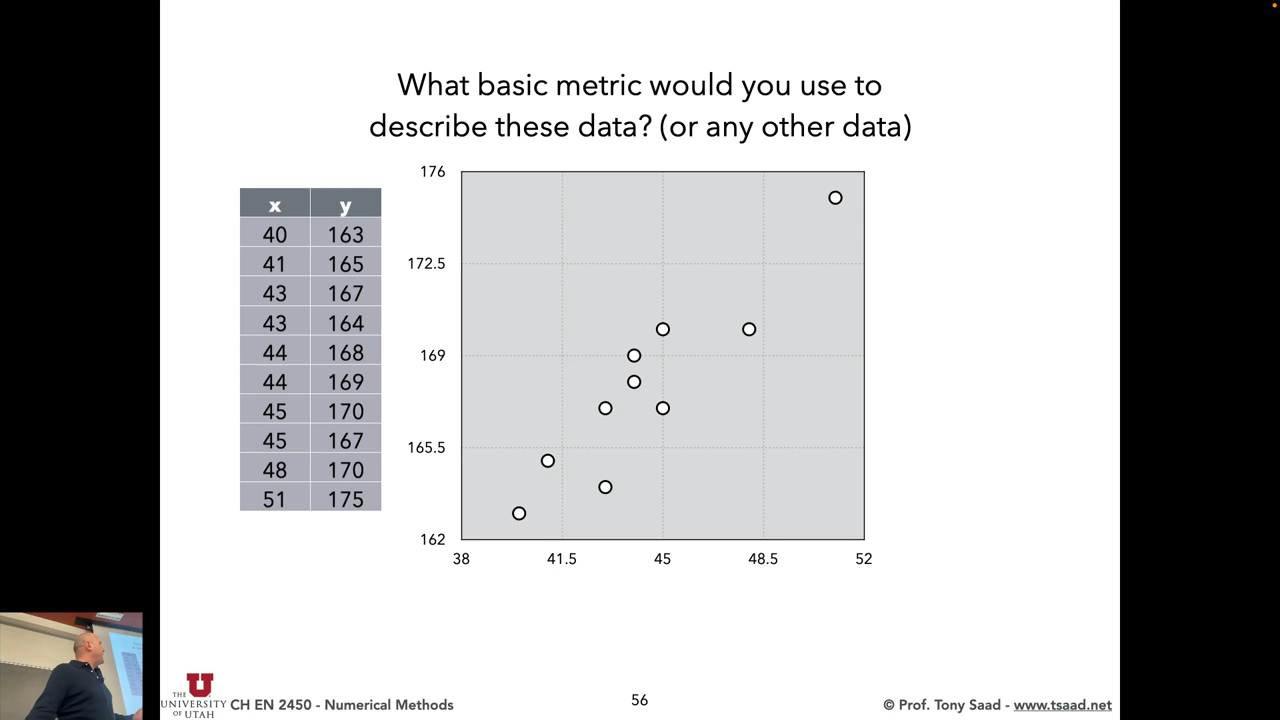 What basic metric would you use to
describe these data? (or any other data)
x y
40 163
41 165
43 167
43 164
44 168
44 169
45 170
45 167
48 170
51 175
176
172.5
169
165.5
162
38 41.5 45 48.5 52
THE
UNIVERSITY
OF UTAH
CH EN 2450 - Numerical Methods
56
© Prof. Tony Saad - www.tsaad.net